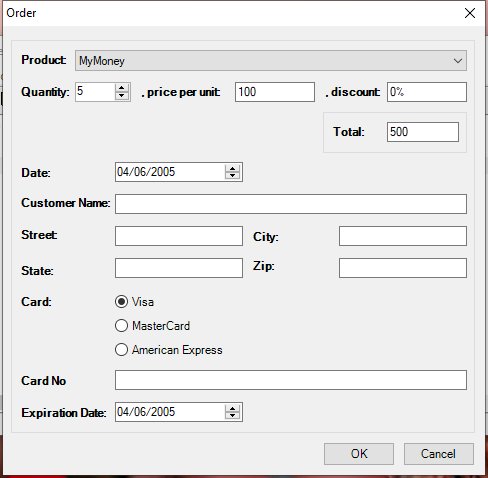 Order
Product: MyMoney
Quantity: 5 , price per unit: 100 , discount: 0%
Total: 500
Date: 04/06/2005
Customer Name:
Street: City:
State: Zip:
Card: Visa
MasterCard
American Express
Card No
Expiration Date: 04/06/2005
OK Cancel